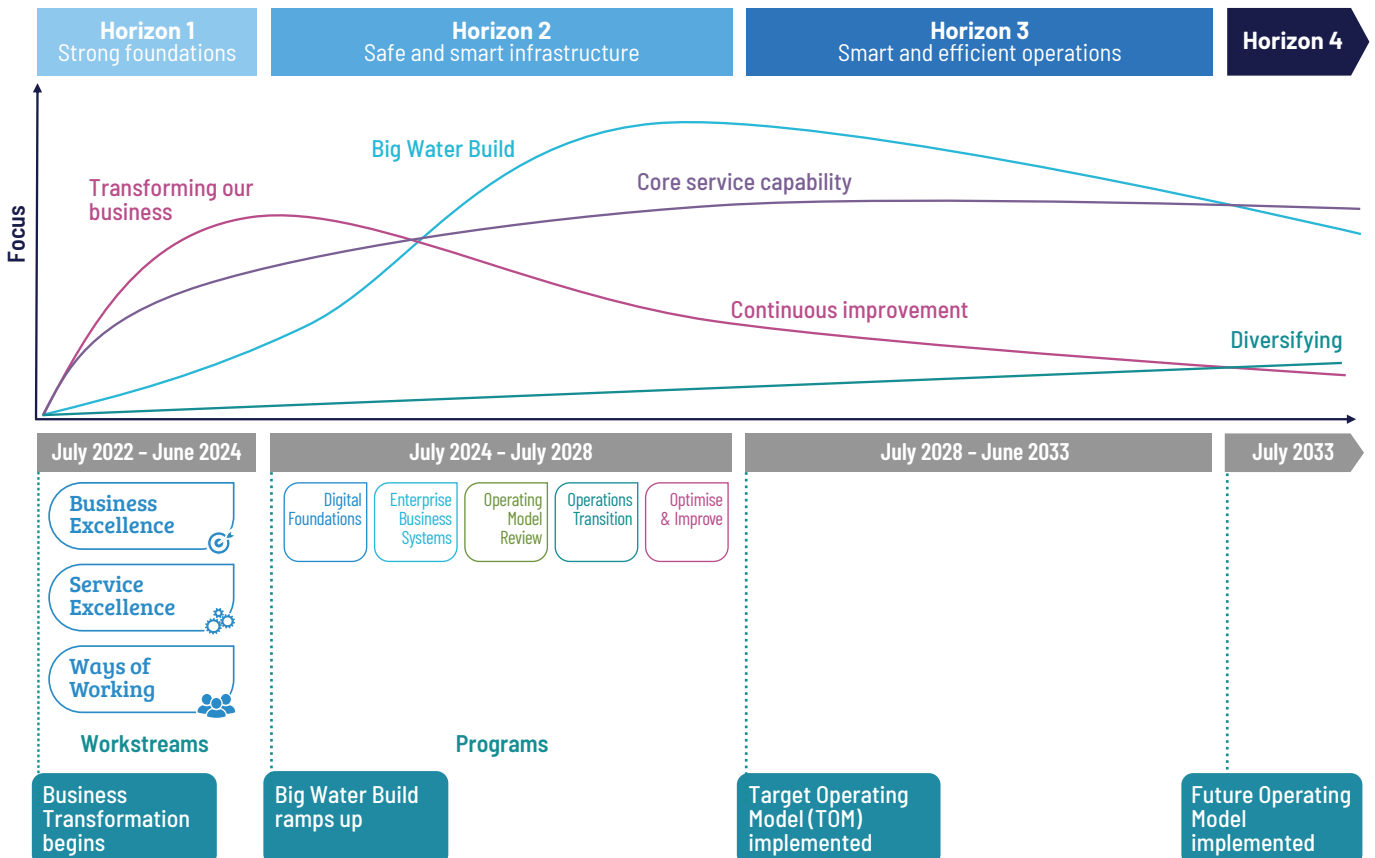 Horizon 1
Strong foundations
Horizon 2
Safe and smart infrastructure
Horizon 3
Smart and efficient operations
Horizon 4
Focus
Transforming our
business
Big Water Build
Core service capability
Continuous improvement
Diversifying
July 2022 – June 2024
July 2024 – July 2028
July 2028 – June 2033
July 2033
Business
Excellence
Service
Excellence
Ways of
Working
Workstreams
Digital
Foundations
Enterprise
Business
Systems
Operating
Model
Review
Operations
Transition
Optimise
& Improve
Programs
Business
Transformation
begins
Big Water Build
ramps up
Target Operating
Model (TOM)
implemented
Future Operating
Model
implemented